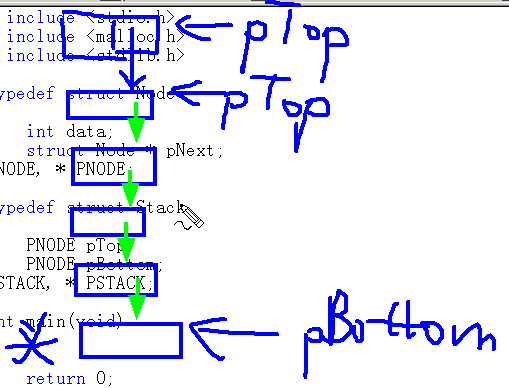 include <stdio.h>
include <malloc.h>
include <stdlib.h>
pTop
ypedef struct Node
pTop
int data;
struct Node * pNext;
NODE, * PNODE;
ypedef struct Stack
PNODE pTop
PNODE pBottom;
STACK, * PSTACK;
nt main(void)
pBottom
return 0;